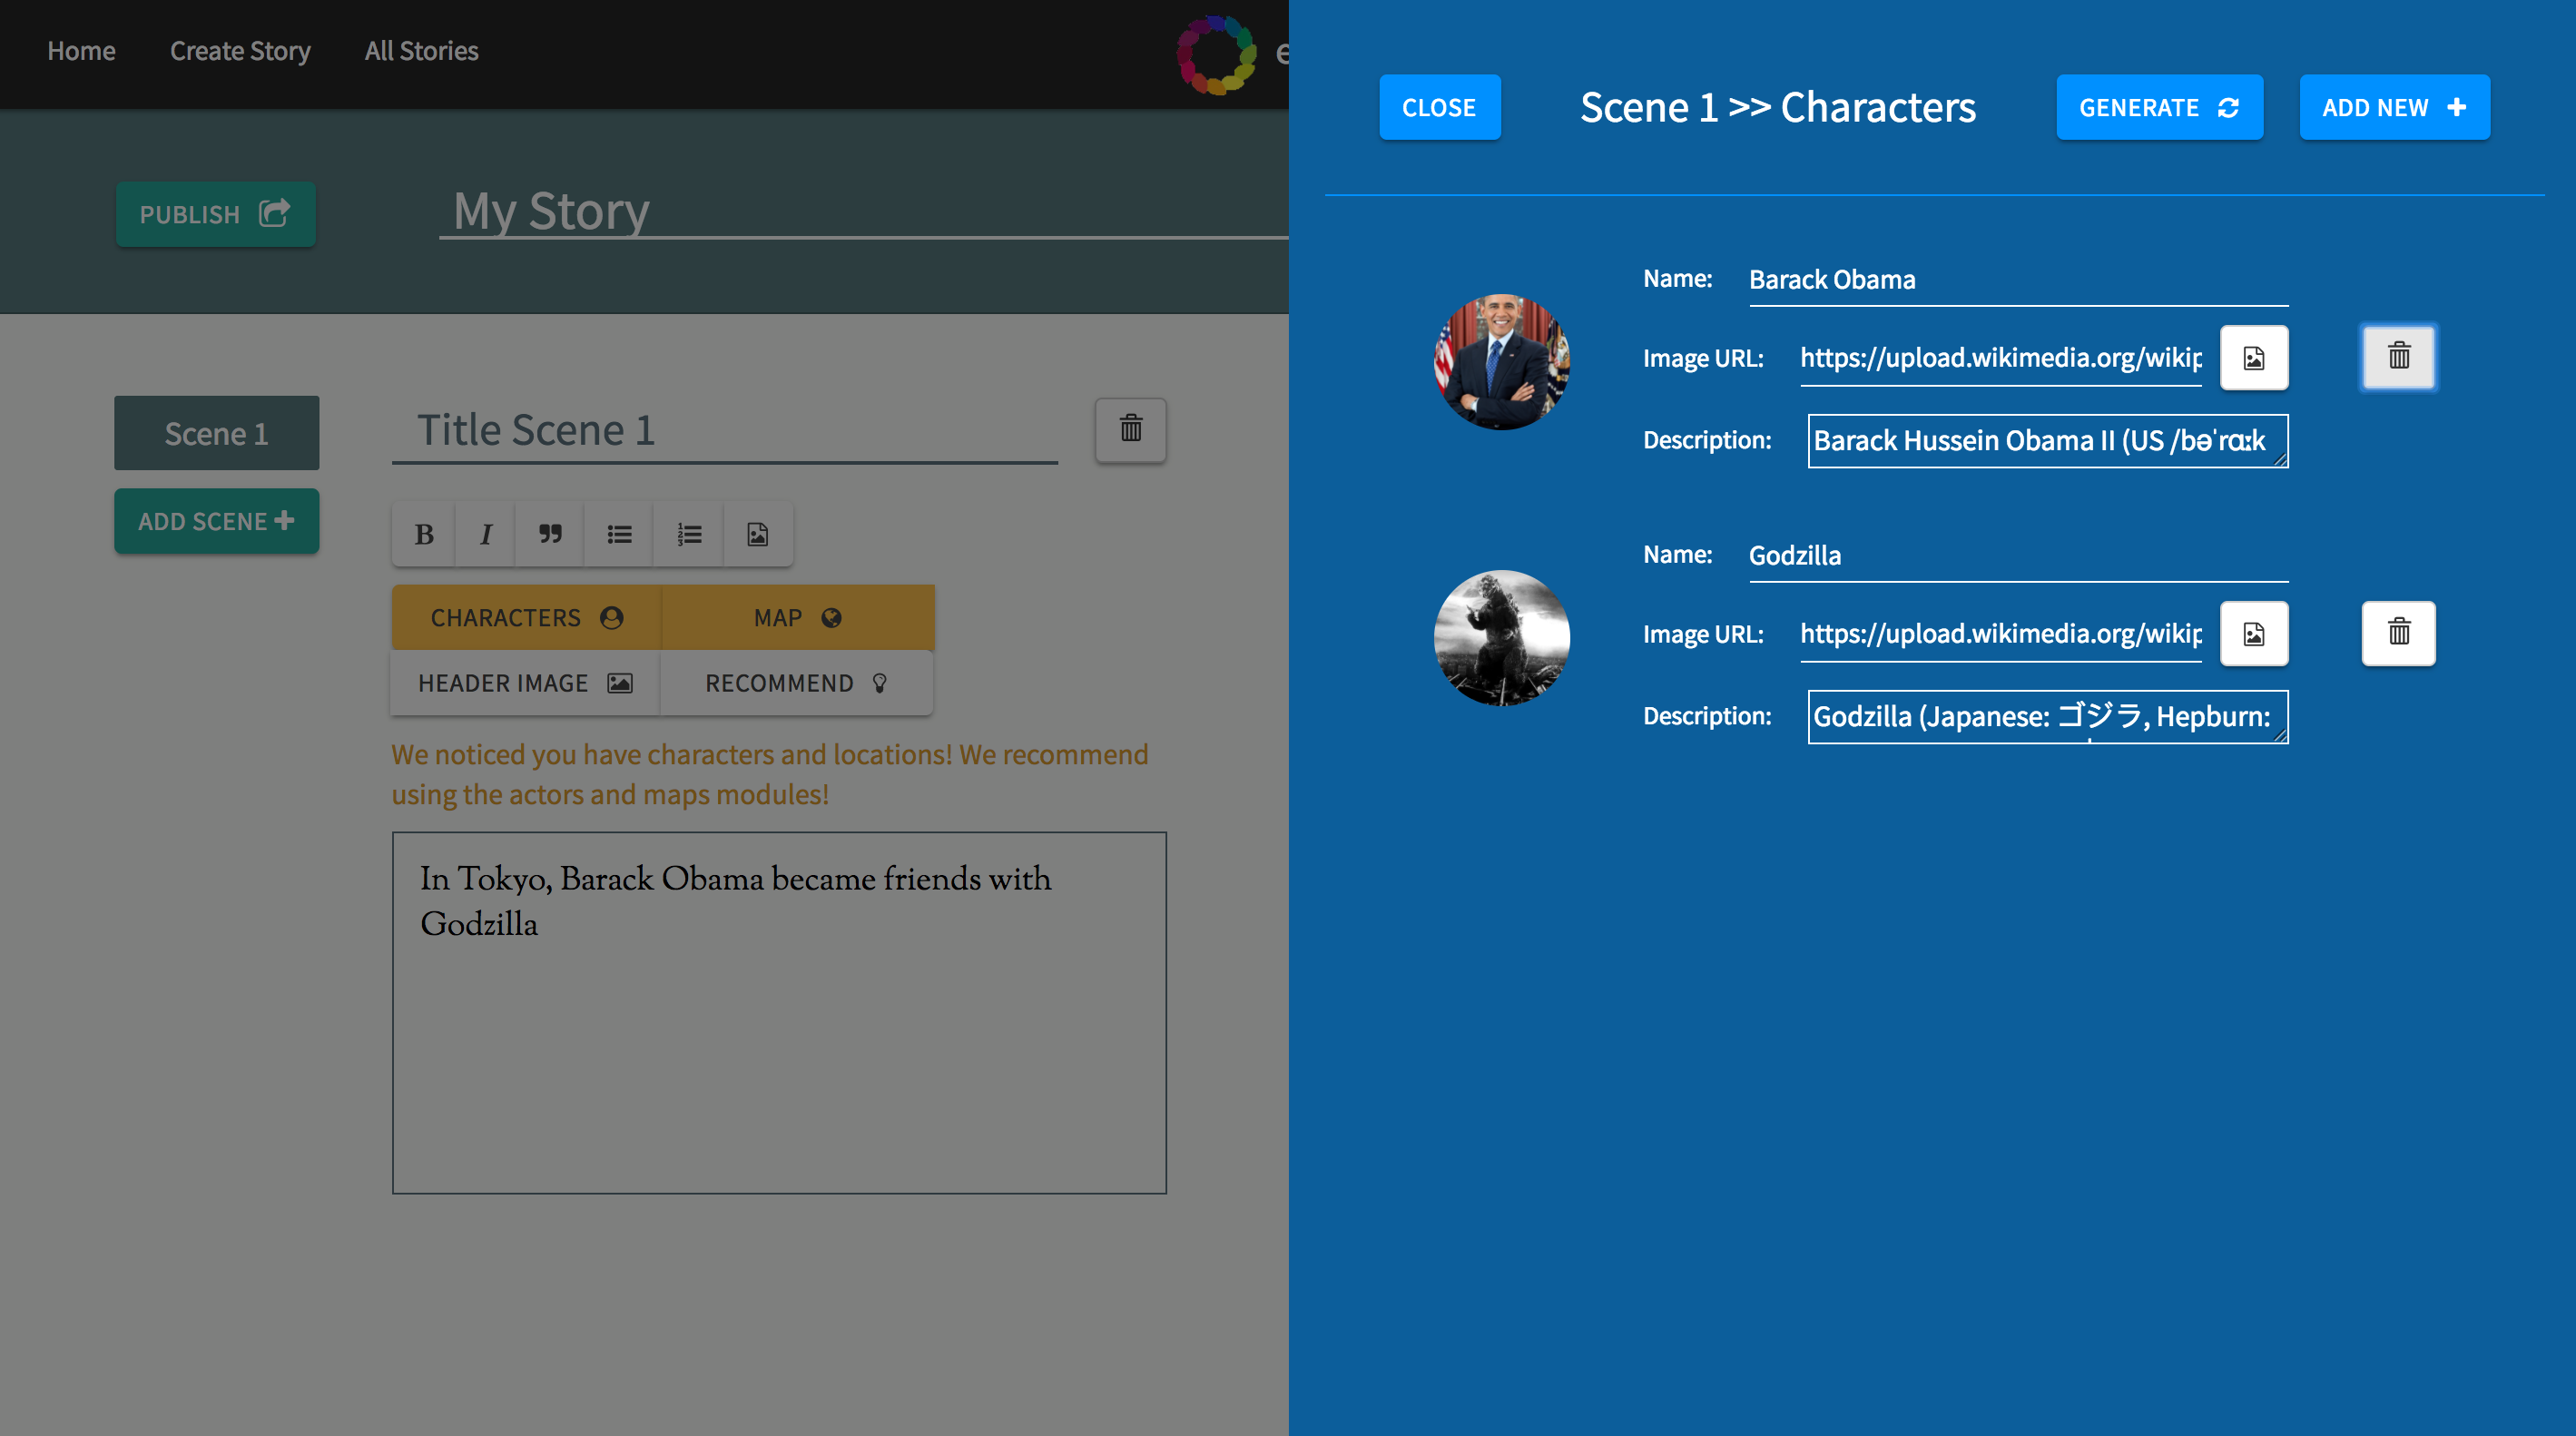 Home Create Story All Stories
PUBLISH
My Story
Scene 1
ADD SCENE
Title Scene 1
B I
CHARACTERS MAP
HEADER IMAGE RECOMMEND
We noticed you have characters and locations! We recommend
using the actors and maps modules!
In Tokyo, Barack Obama became friends with
Godzilla
CLOSE Scene 1 >> Characters GENERATE ADD NEW
Name: Barack Obama
Image URL: https://upload.wikimedia.org/wikip
Description: Barack Hussein Obama II (US /bəˈrɑːk
Name: Godzilla
Image URL: https://upload.wikimedia.org/wikip
Description: Godzilla (Japanese: ゴジラ, Hepburn: